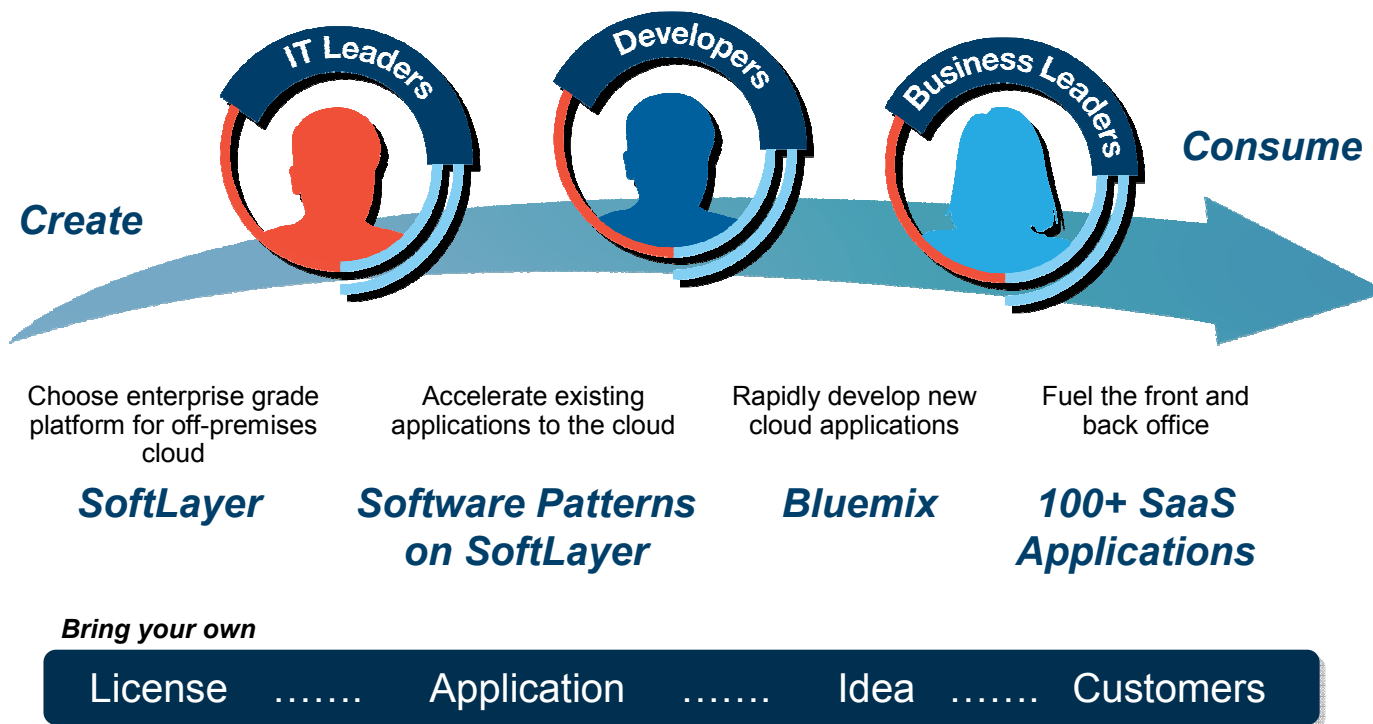 IT Leaders
Developers
Business Leaders
Consume
Create
Choose enterprise grade
platform for off-premises
cloud
SoftLayer
Accelerate existing
applications to the cloud
Software Patterns
on SoftLayer
Rapidly develop new
cloud applications
Bluemix
Fuel the front and
back office
100+ SaaS
Applications
Bring your own
License ……. Application ……. Idea ……. Customers